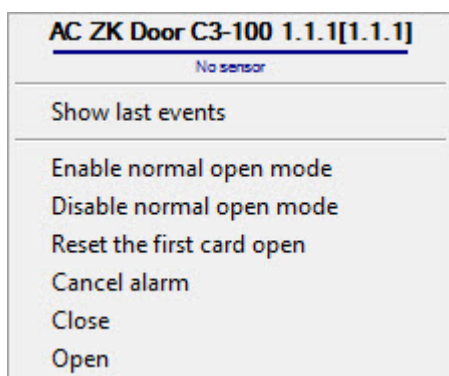 AC ZK Door C3-100 1.1.1[1.1.1]
No sensor
Show last events
Enable normal open mode
Disable normal open mode
Reset the first card open
Cancel alarm
Close
Open